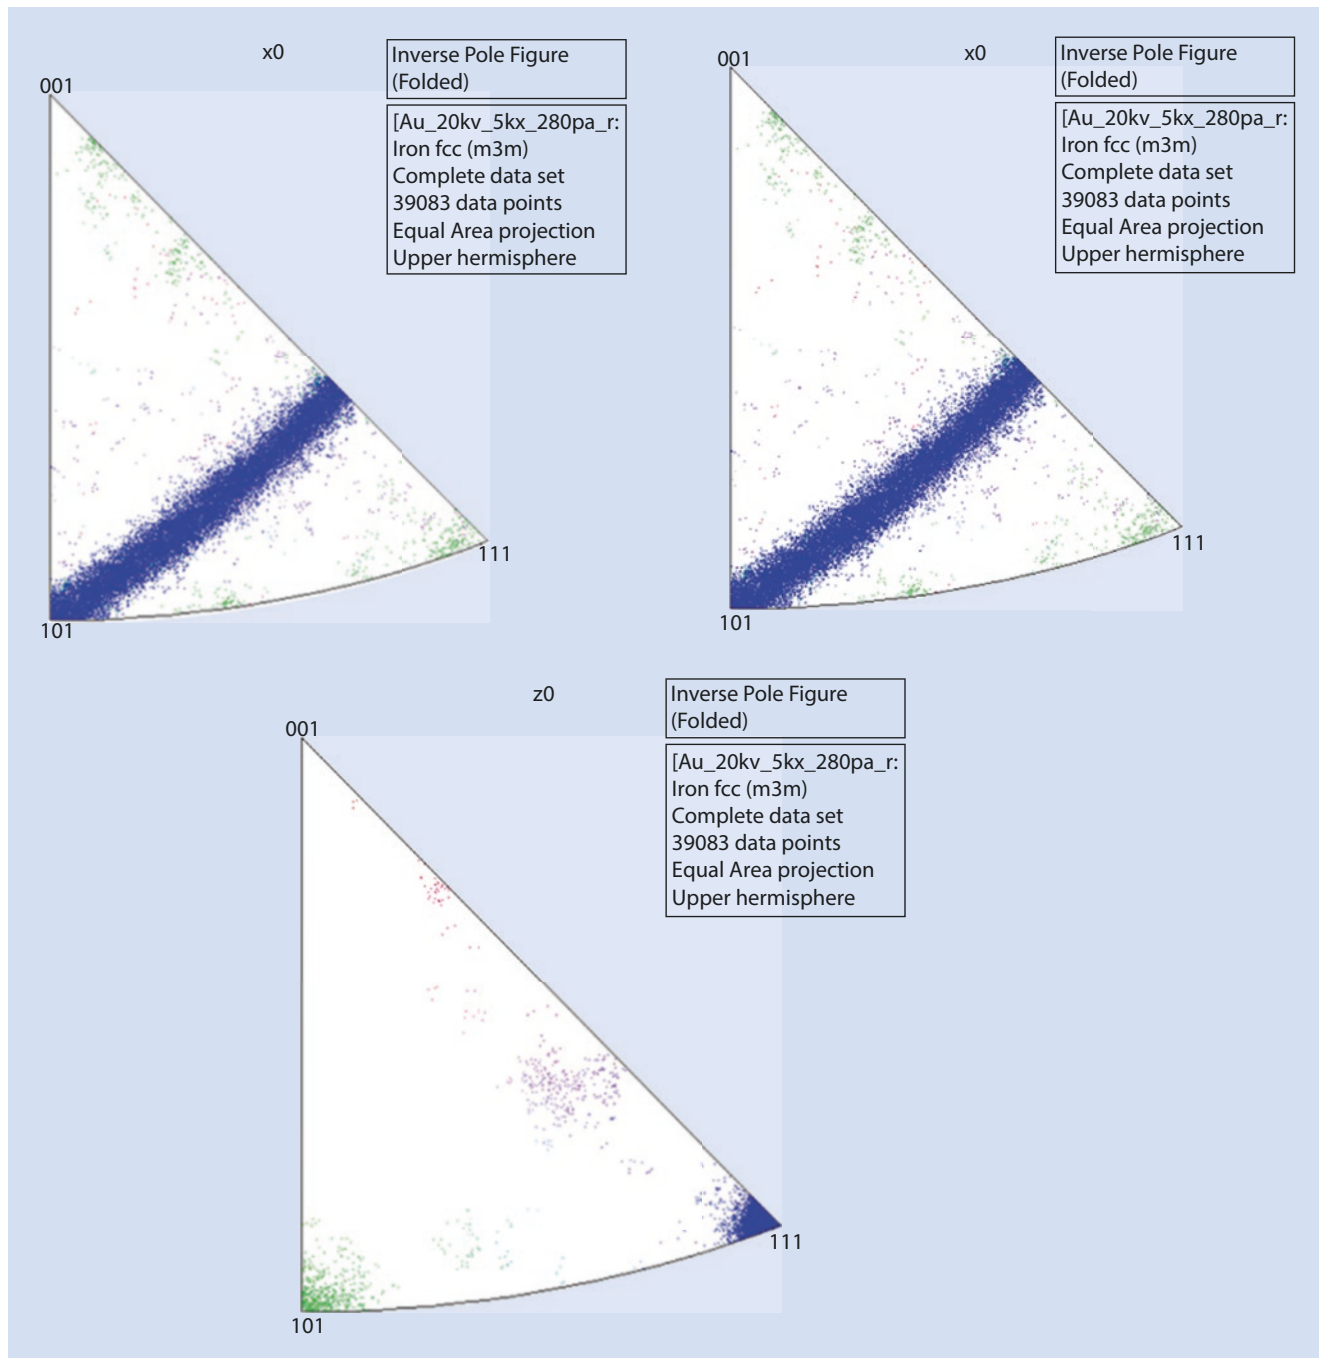 x0
Inverse Pole Figure
(Folded)
001
[Au_20kv_5kx_280pa_r:
Iron fcc (m3m)
Complete data set
39083 data points
Equal Area projection
Upper hermisphere
111
101
x0
Inverse Pole Figure
(Folded)
001
[Au_20kv_5kx_280pa_r:
Iron fcc (m3m)
Complete data set
39083 data points
Equal Area projection
Upper hermisphere
111
101
z0
Inverse Pole Figure
(Folded)
001
[Au_20kv_5kx_280pa_r:
Iron fcc (m3m)
Complete data set
39083 data points
Equal Area projection
Upper hermisphere
111
101